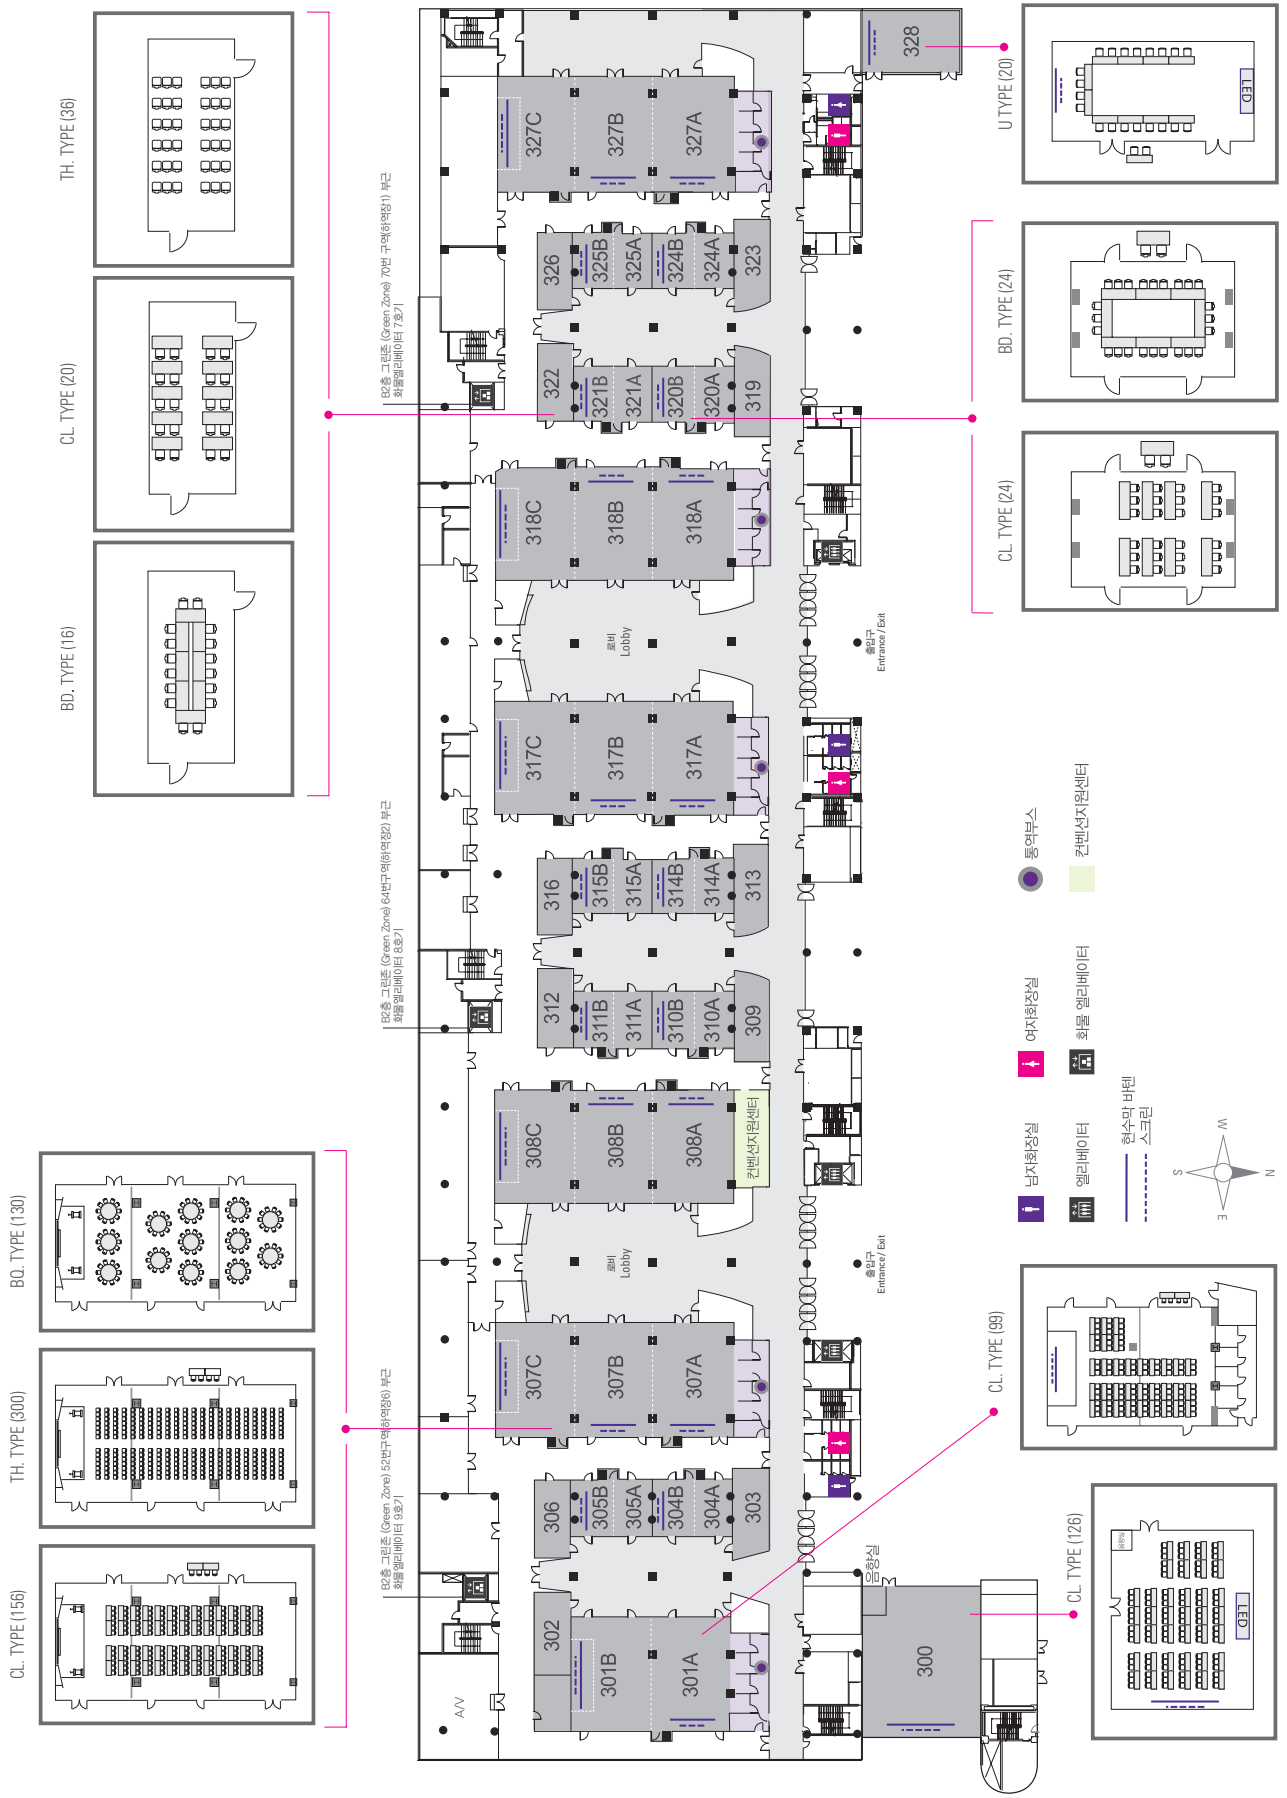 CL. TYPE (156)
TH. TYPE (300)
BQ. TYPE (130)
BD. TYPE (16)
CL. TYPE (20)
TH. TYPE (36)
B2층 그린존 (Green Zone) 52번구역(하역장6) 부근
화물엘리베이터 9호기
B2층 그린존 (Green Zone) 64번구역(하역장2) 부근
화물엘리베이터 8호기
B2층 그린존 (Green Zone) 70번 구역(하역장1) 부근
화물엘리베이터 7호기
A/V
302
301B
301A
306
305B
305A
304B
304A
303
307C
307B
307A
로비
Lobby
308C
308B
308A
컨벤션지원센터
312
311B
311A
310B
310A
309
316
315B
315A
314B
314A
313
317C
317B
317A
로비
Lobby
318C
318B
318A
322
321B
321A
320B
320A
319
326
325B
325A
324B
324A
323
327C
327B
327A
328
음향실
300
출입구
Entrance / Exit
출입구
Entrance / Exit
CL. TYPE (99)
CL. TYPE (126)
음향실
LED
CL. TYPE (24)
BD. TYPE (24)
U TYPE (20)
LED
남자화장실
여자화장실
통역부스
엘리베이터
화물 엘리베이터
컨벤션지원센터
현수막 바텐
스크린
W
S
N
E